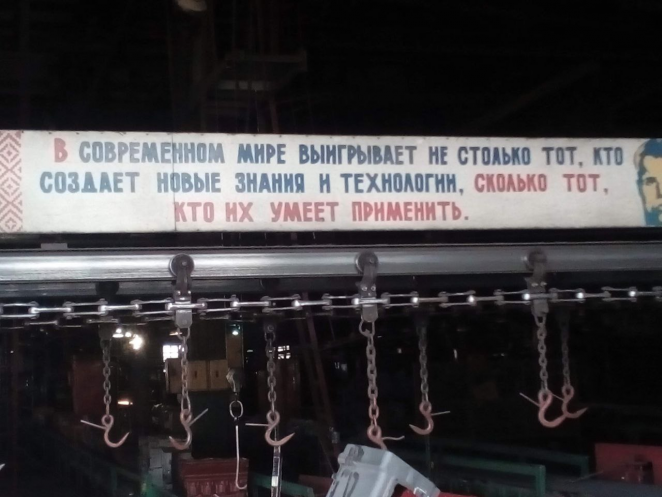 В СОВРЕМЕННОМ МИРЕ ВЫИГРЫВАЕТ НЕ СТОЛЬКО ТОТ, КТО
СОЗДАЕТ НОВЫЕ ЗНАНИЯ И ТЕХНОЛОГИИ, СКОЛЬКО ТОТ,
КТО ИХ УМЕЕТ ПРИМЕНИТЬ.